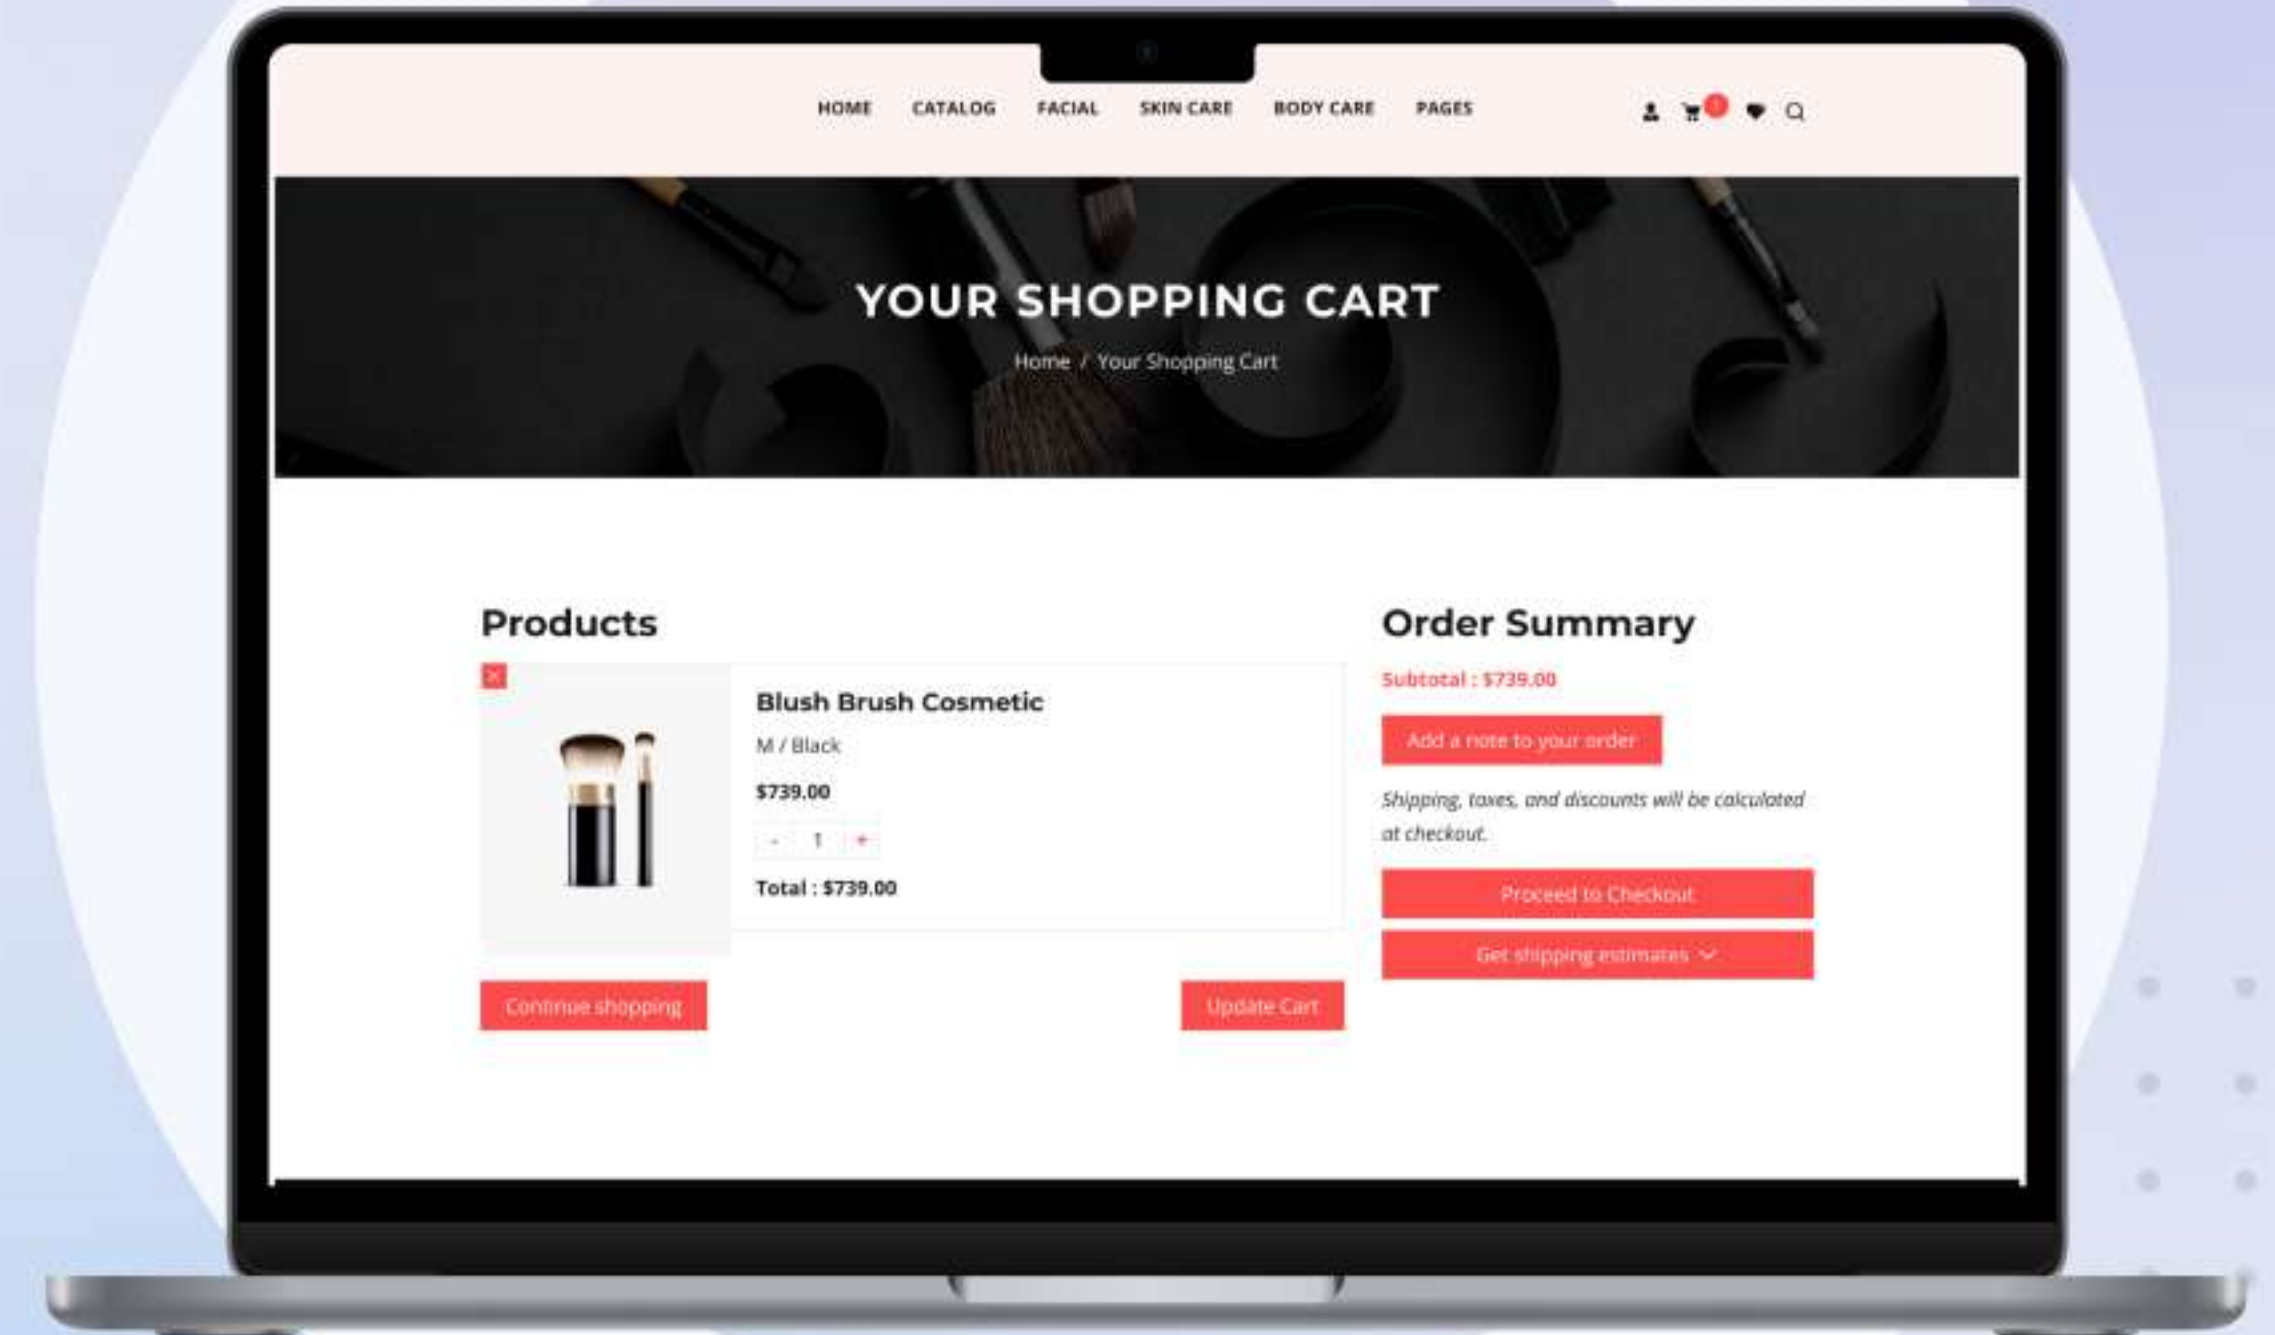 HOME CATALOG FACIAL SKIN CARE BODY CARE PAGES
YOUR SHOPPING CART
Home / Your Shopping Cart
Products
Blush Brush Cosmetic
M / Black
$739.00
- 1 +
Total : $739.00
Continue shopping
Update Cart
Order Summary
Subtotal : $739.00
Add a note to your order
Shipping, taxes, and discounts will be calculated
at checkout.
Proceed to Checkout
Get shipping estimates